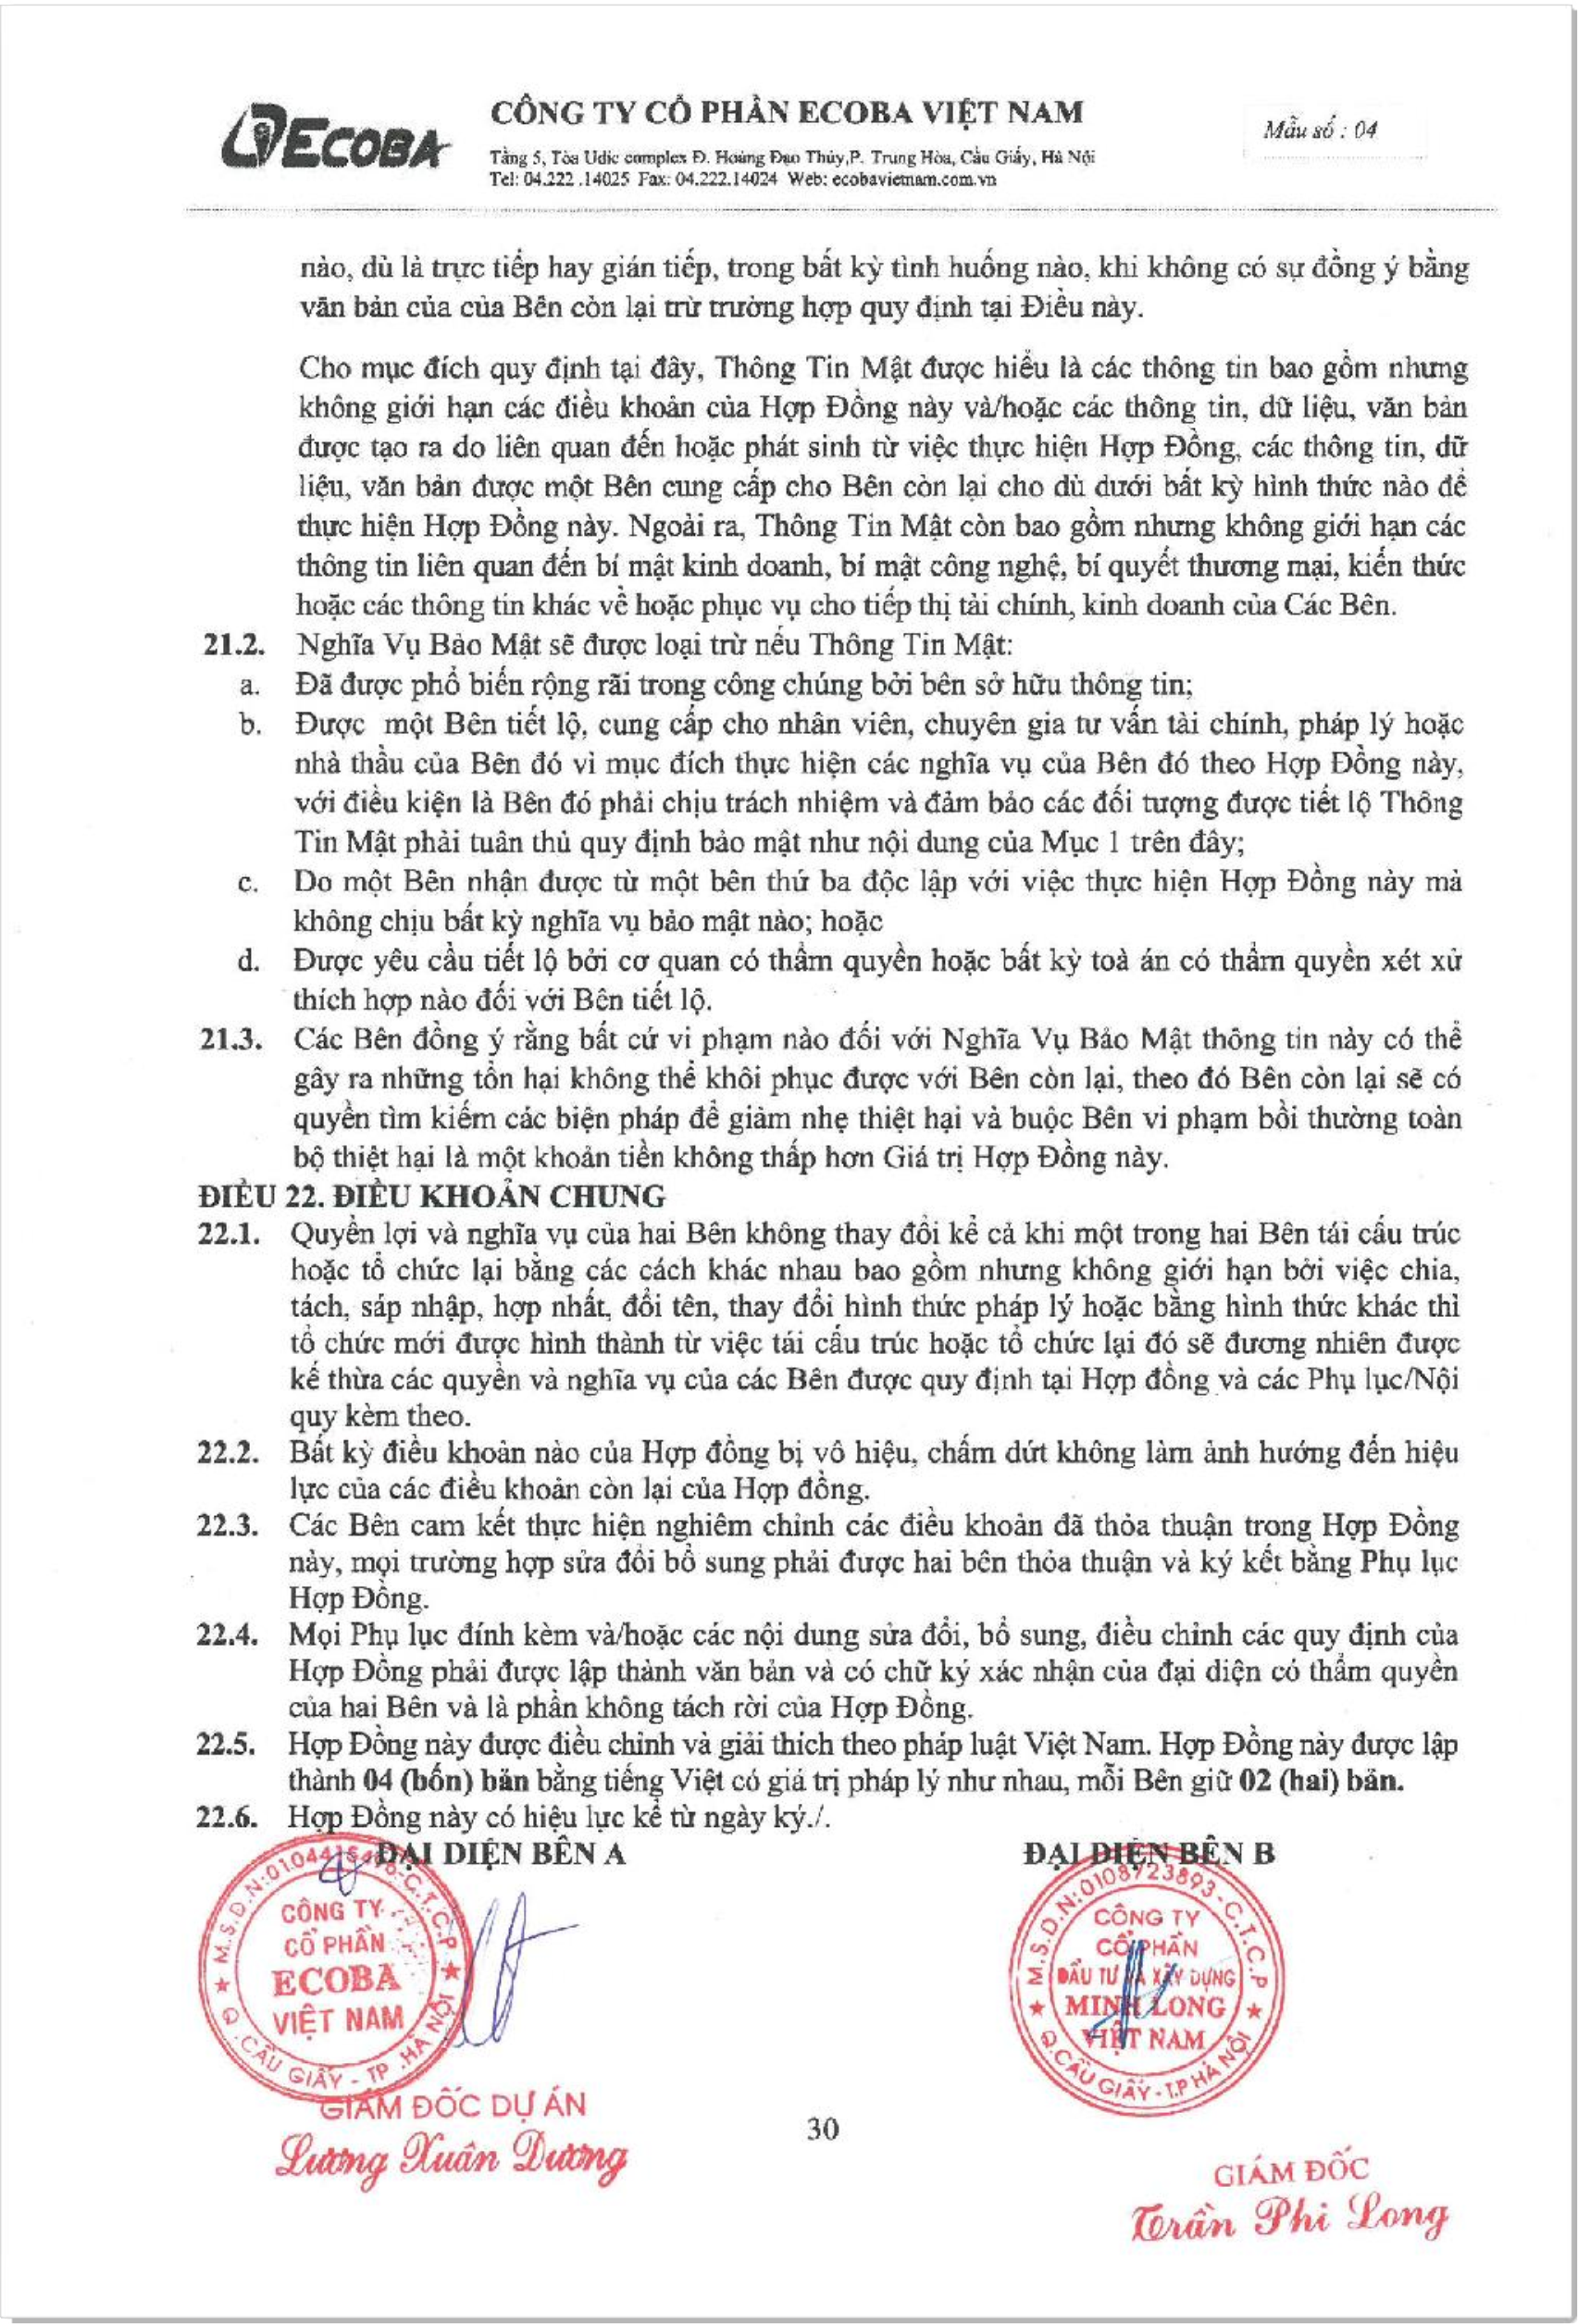 ECOBA
CÔNG TY CỔ PHẦN ECOBA VIỆT NAM
Mẫu số : 04
Tầng 5, Tòa Udic complex Đ. Hoàng Đạo Thúy,P. Trung Hòa, Cầu Giấy, Hà Nội
Tel: 04.222 .14025 Fax: 04.222.14024 Web: ecobavietnam.com.vn
nào, dù là trực tiếp hay gián tiếp, trong bất kỳ tình huống nào, khi không có sự đồng ý bằng
văn bản của của Bên còn lại trừ trường hợp quy định tại Điều này.
Cho mục đích quy định tại đây, Thông Tin Mật được hiểu là các thông tin bao gồm nhưng
không giới hạn các điều khoản của Hợp Đồng này và/hoặc các thông tin, dữ liệu, văn bản
được tạo ra do liên quan đến hoặc phát sinh từ việc thực hiện Hợp Đồng, các thông tin, dữ
liệu, văn bản được một Bên cung cấp cho Bên còn lại cho dù dưới bất kỳ hình thức nào để
thực hiện Hợp Đồng này. Ngoài ra, Thông Tin Mật còn bao gồm nhưng không giới hạn các
thông tin liên quan đến bí mật kinh doanh, bí mật công nghệ, bí quyết thương mại, kiến thức
hoặc các thông tin khác về hoặc phục vụ cho tiếp thị tài chính, kinh doanh của Các Bên.
21.2. Nghĩa Vụ Bảo Mật sẽ được loại trừ nếu Thông Tin Mật:
a. Đã được phổ biến rộng rãi trong công chúng bởi bên sở hữu thông tin;
b. Được một Bên tiết lộ, cung cấp cho nhân viên, chuyên gia tư vấn tài chính, pháp lý hoặc
nhà thầu của Bên đó vì mục đích thực hiện các nghĩa vụ của Bên đó theo Hợp Đồng này,
với điều kiện là Bên đó phải chịu trách nhiệm và đảm bảo các đối tượng được tiết lộ Thông
Tin Mật phải tuân thủ quy định bảo mật như nội dung của Mục 1 trên đây;
c. Do một Bên nhận được từ một bên thứ ba độc lập với việc thực hiện Hợp Đồng này mà
không chịu bất kỳ nghĩa vụ bảo mật nào; hoặc
d. Được yêu cầu tiết lộ bởi cơ quan có thẩm quyền hoặc bất kỳ toà án có thẩm quyền xét xử
thích hợp nào đối với Bên tiết lộ.
21.3. Các Bên đồng ý rằng bất cứ vi phạm nào đối với Nghĩa Vụ Bảo Mật thông tin này có thể
gây ra những tổn hại không thể khôi phục được với Bên còn lại, theo đó Bên còn lại sẽ có
quyền tìm kiếm các biện pháp để giảm nhẹ thiệt hại và buộc Bên vi phạm bồi thường toàn
bộ thiệt hại là một khoản tiền không thấp hơn Giá trị Hợp Đồng này.
ĐIỀU 22. ĐIỀU KHOẢN CHUNG
22.1. Quyền lợi và nghĩa vụ của hai Bên không thay đổi kể cả khi một trong hai Bên tái cấu trúc
hoặc tổ chức lại bằng các cách khác nhau bao gồm nhưng không giới hạn bởi việc chia,
tách, sáp nhập, hợp nhất, đổi tên, thay đổi hình thức pháp lý hoặc bằng hình thức khác thì
tổ chức mới được hình thành từ việc tái cấu trúc hoặc tổ chức lại đó sẽ đương nhiên được
kế thừa các quyền và nghĩa vụ của các Bên được quy định tại Hợp đồng và các Phụ lục/Nội
quy kèm theo.
22.2. Bất kỳ điều khoản nào của Hợp đồng bị vô hiệu, chấm dứt không làm ảnh hưởng đến hiệu
lực của các điều khoản còn lại của Hợp đồng.
22.3. Các Bên cam kết thực hiện nghiêm chỉnh các điều khoản đã thỏa thuận trong Hợp Đồng
này, mọi trường hợp sửa đổi bổ sung phải được hai bên thỏa thuận và ký kết bằng Phụ lục
Hợp Đồng.
22.4. Mọi Phụ lục đính kèm và/hoặc các nội dung sửa đổi, bổ sung, điều chỉnh các quy định của
Hợp Đồng phải được lập thành văn bản và có chữ ký xác nhận của đại diện có thẩm quyền
của hai Bên và là phần không tách rời của Hợp Đồng.
22.5. Hợp Đồng này được điều chỉnh và giải thích theo pháp luật Việt Nam. Hợp Đồng này được lập
thành 04 (bốn) bản bằng tiếng Việt có giá trị pháp lý như nhau, mỗi Bên giữ 02 (hai) bản.
22.6. Hợp Đồng này có hiệu lực kể từ ngày ký./.
ĐẠI DIỆN BÊN A
ĐẠI DIỆN BÊN B
CÔNG TY
CỔ PHẦN
ECOBA
VIỆT NAM
Q.CẦU GIẤY - TP.HÀ NỘI
M.S.D.N:0108723893-C.T.C.P
CÔNG TY
CỔ PHẦN
ĐẦU TƯ VÀ XÂY DỰNG
MINH LONG
VIỆT NAM
Q.CẦU GIẤY - T.P HÀ NỘI
GIÁM ĐỐC DỰ ÁN
Lương Xuân Dương
30
GIÁM ĐỐC
Trần Phi Long